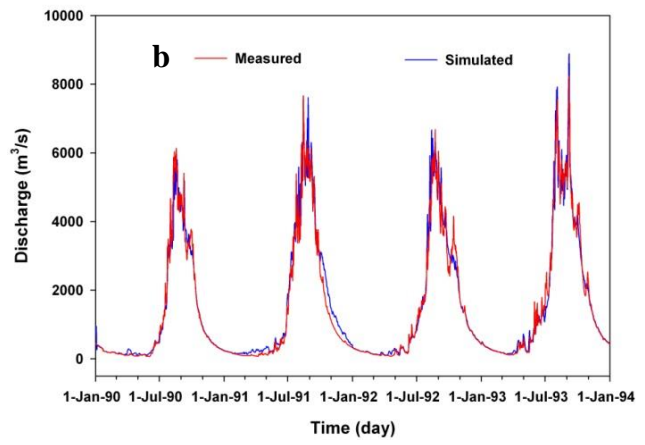 10000
8000
6000
4000
2000
0
Discharge (m³/s)
b
Measured
Simulated
1-Jan-90 1-Jul-90 1-Jan-91 1-Jul-91 1-Jan-92 1-Jul-92 1-Jan-93 1-Jul-93 1-Jan-94
Time (day)